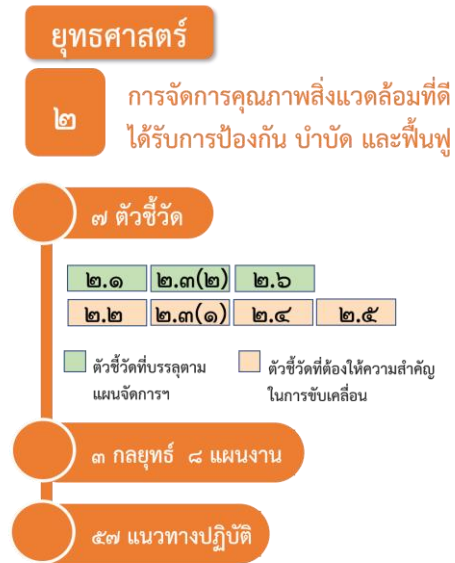 ยุทธศาสตร์
๒
การจัดการคุณภาพสิ่งแวดล้อมที่ดี
ได้รับการป้องกัน บำบัด และฟื้นฟู
๗ ตัวชี้วัด
๒.๑ ๒.๓(๒) ๒.๖
๒.๒ ๒.๓(๑) ๒.๔ ๒.๕
ตัวชี้วัดที่บรรลุตาม
แผนจัดการฯ
ตัวชี้วัดที่ต้องให้ความสำคัญ
ในการขับเคลื่อน
๓ กลยุทธ์ ๘ แผนงาน
๕๗ แนวทางปฏิบัติ